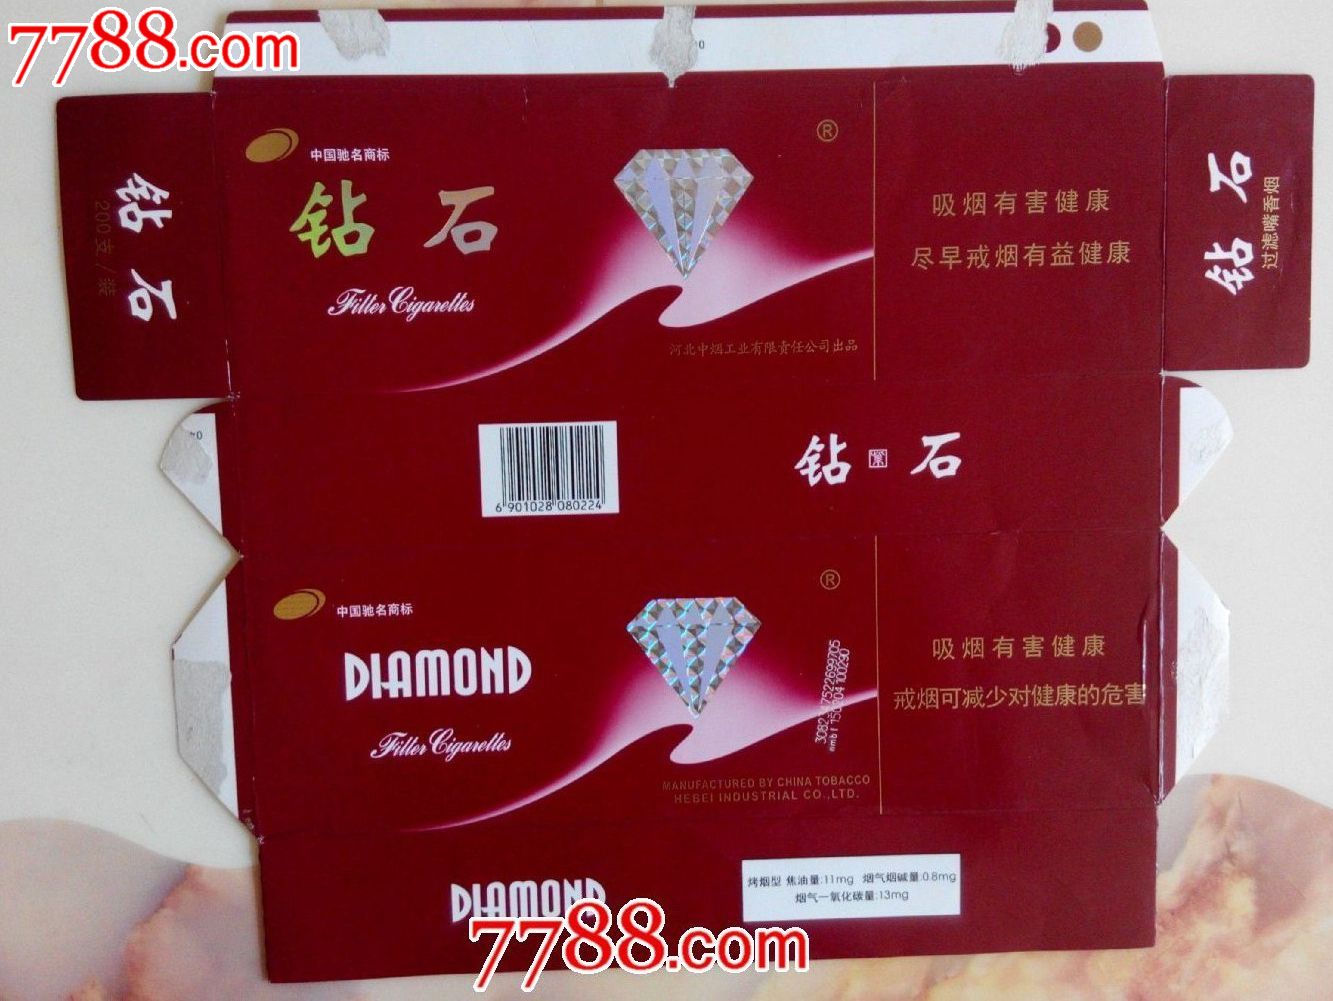 7788.com
中国驰名商标
®
钻石
Filter Cigarettes
河北中烟工业有限责任公司出品
吸烟有害健康
尽早戒烟有益健康
钻石
200支/装
钻石
过滤嘴香烟
6 901028 080224
钻石
中国驰名商标
®
DIAMOND
Filter Cigarettes
MANUFACTURED BY CHINA TOBACCO
HEBEI INDUSTRIAL CO.,LTD.
吸烟有害健康
戒烟可减少对健康的危害
DIAMOND
烤烟型 焦油量:11mg 烟气烟碱量:0.8mg
烟气一氧化碳量:13mg
7788.com